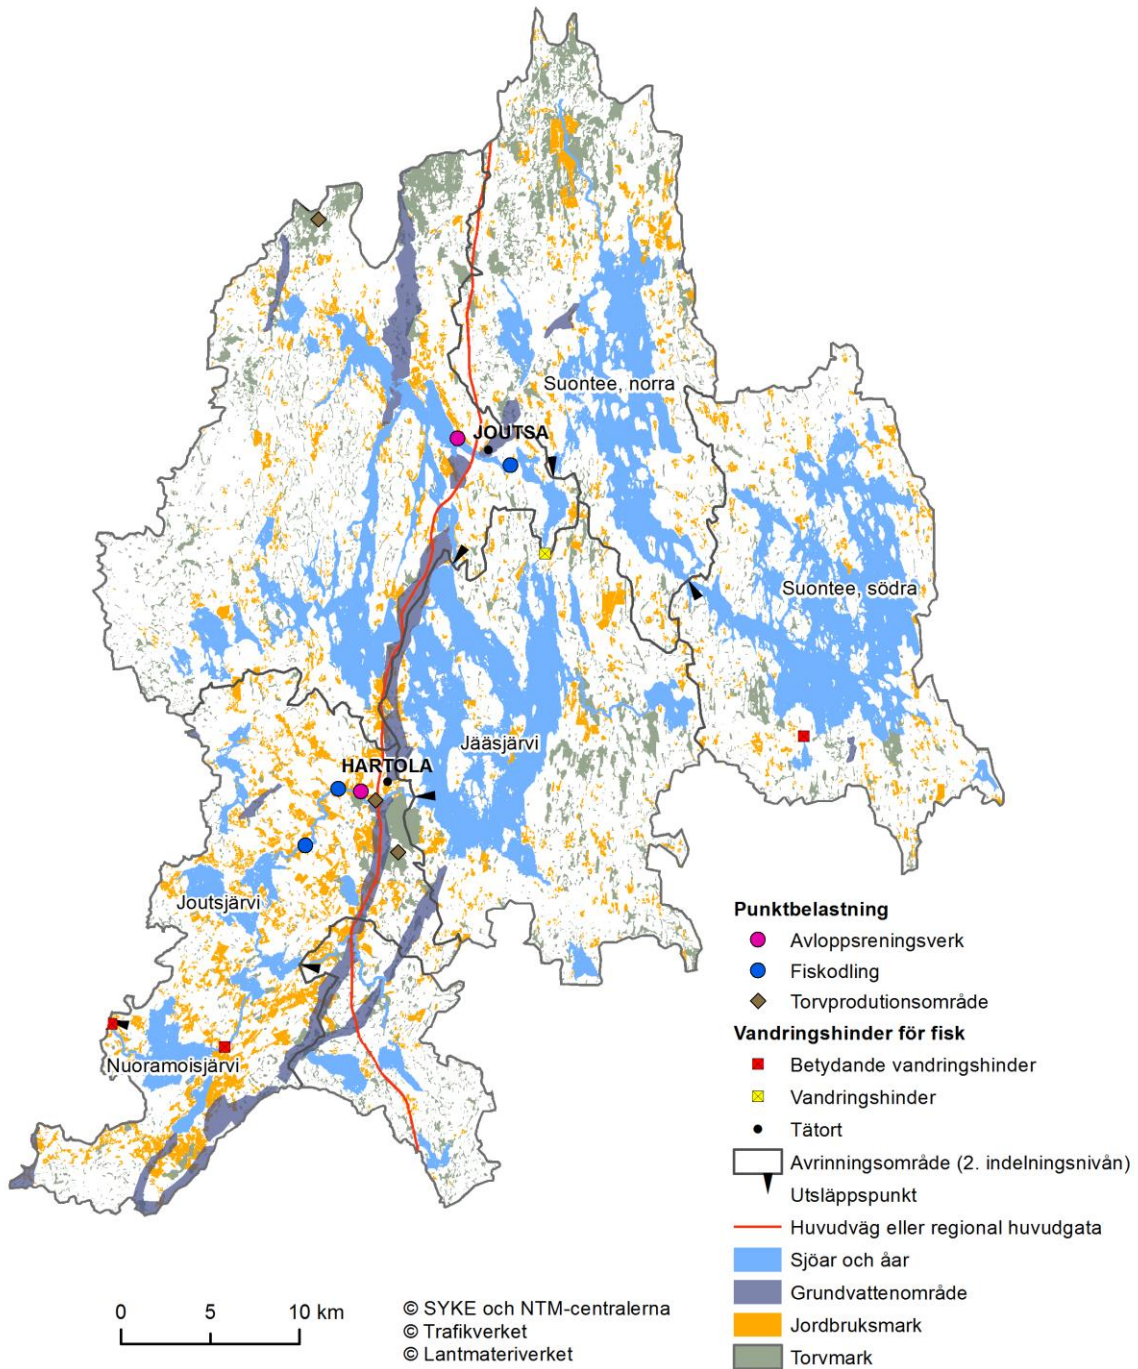 Suontee, norra
JOUTSA
Suontee, södra
Jääsjärvi
HARTOLA
Joutsjärvi
Nuoramoisjärvi
Punktbelastning
Avloppsreningsverk
Fiskodling
Torvprodutionsområde
Vandringshinder för fisk
Betydande vandringshinder
Vandringshinder
Tätort
Avrinningsområde (2. indelningsnivån)
Utsläppspunkt
Huvudväg eller regional huvudgata
Sjöar och åar
Grundvattenområde
Jordbruksmark
Torvmark
0 5 10 km
© SYKE och NTM-centralerna
© Trafikverket
© Lantmateriverket